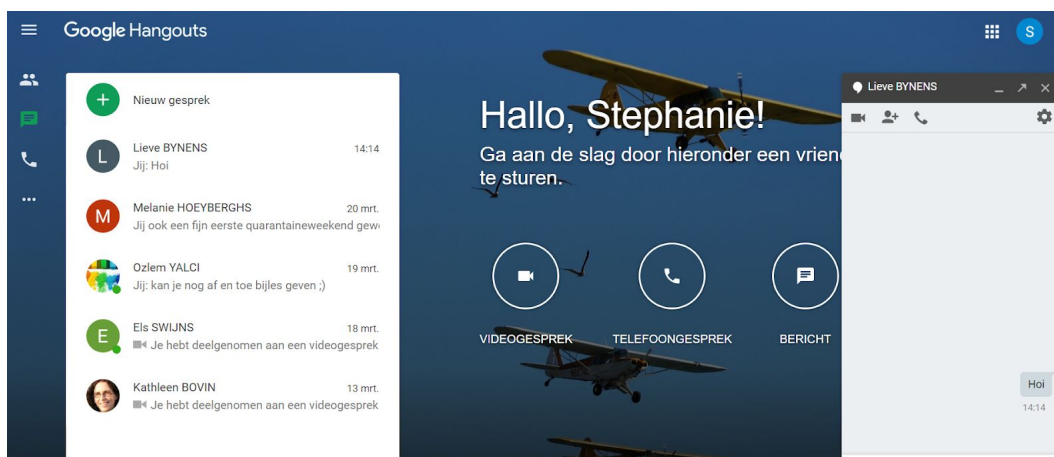 Google Hangouts
S
Nieuw gesprek
L
Lieve BYNENS 14:14
Jij: Hoi
M
Melanie HOEYBERGHS 20 mrt.
Jij ook een fijn eerste quarantaineweekend gew
Ozlem YALCI 19 mrt.
Jij: kan je nog af en toe bijles geven ;)
E
Els SWIJNS 18 mrt.
Je hebt deelgenomen aan een videogesprek
Kathleen BOVIN 13 mrt.
Je hebt deelgenomen aan een videogesprek
Hallo, Stephanie!
Ga aan de slag door hieronder een vrien
te sturen.
VIDEOGESPREK TELEFOONGESPREK BERICHT
Lieve BYNENS
Hoi
14:14